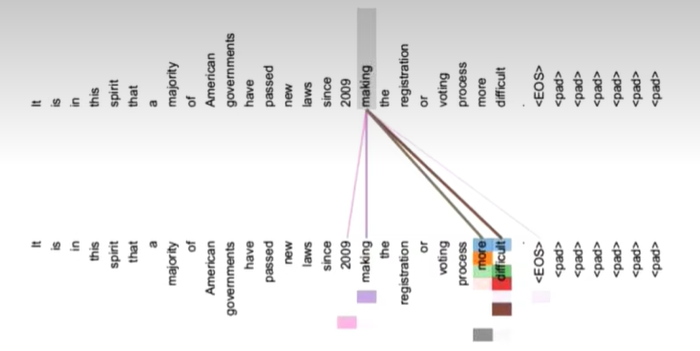 It is in this spirit that a majority of American governments have passed new laws since 2009 making the registration or voting process more difficult . <EOS> <pad> <pad> <pad> <pad> <pad> <pad>
It is in this spirit that a majority of American governments have passed new laws since 2009 making the registration or voting process more difficult . <EOS> <pad> <pad> <pad> <pad> <pad> <pad>